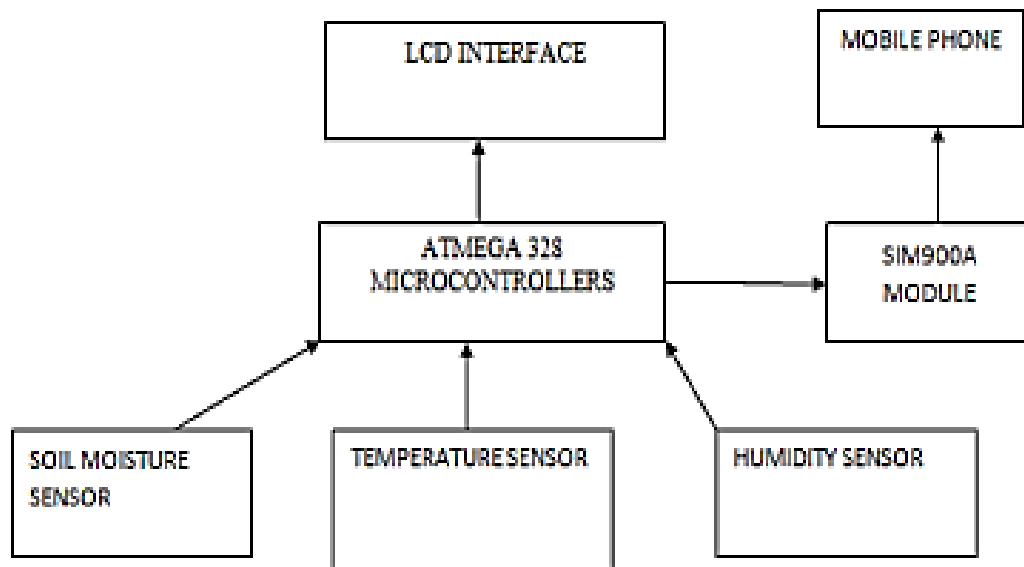 LCD INTERFACE
MOBILE PHONE
ATMEGA 328
MICROCONTROLLERS
SIM900A
MODULE
SOIL MOISTURE
SENSOR
TEMPERATURE SENSOR
HUMIDITY SENSOR